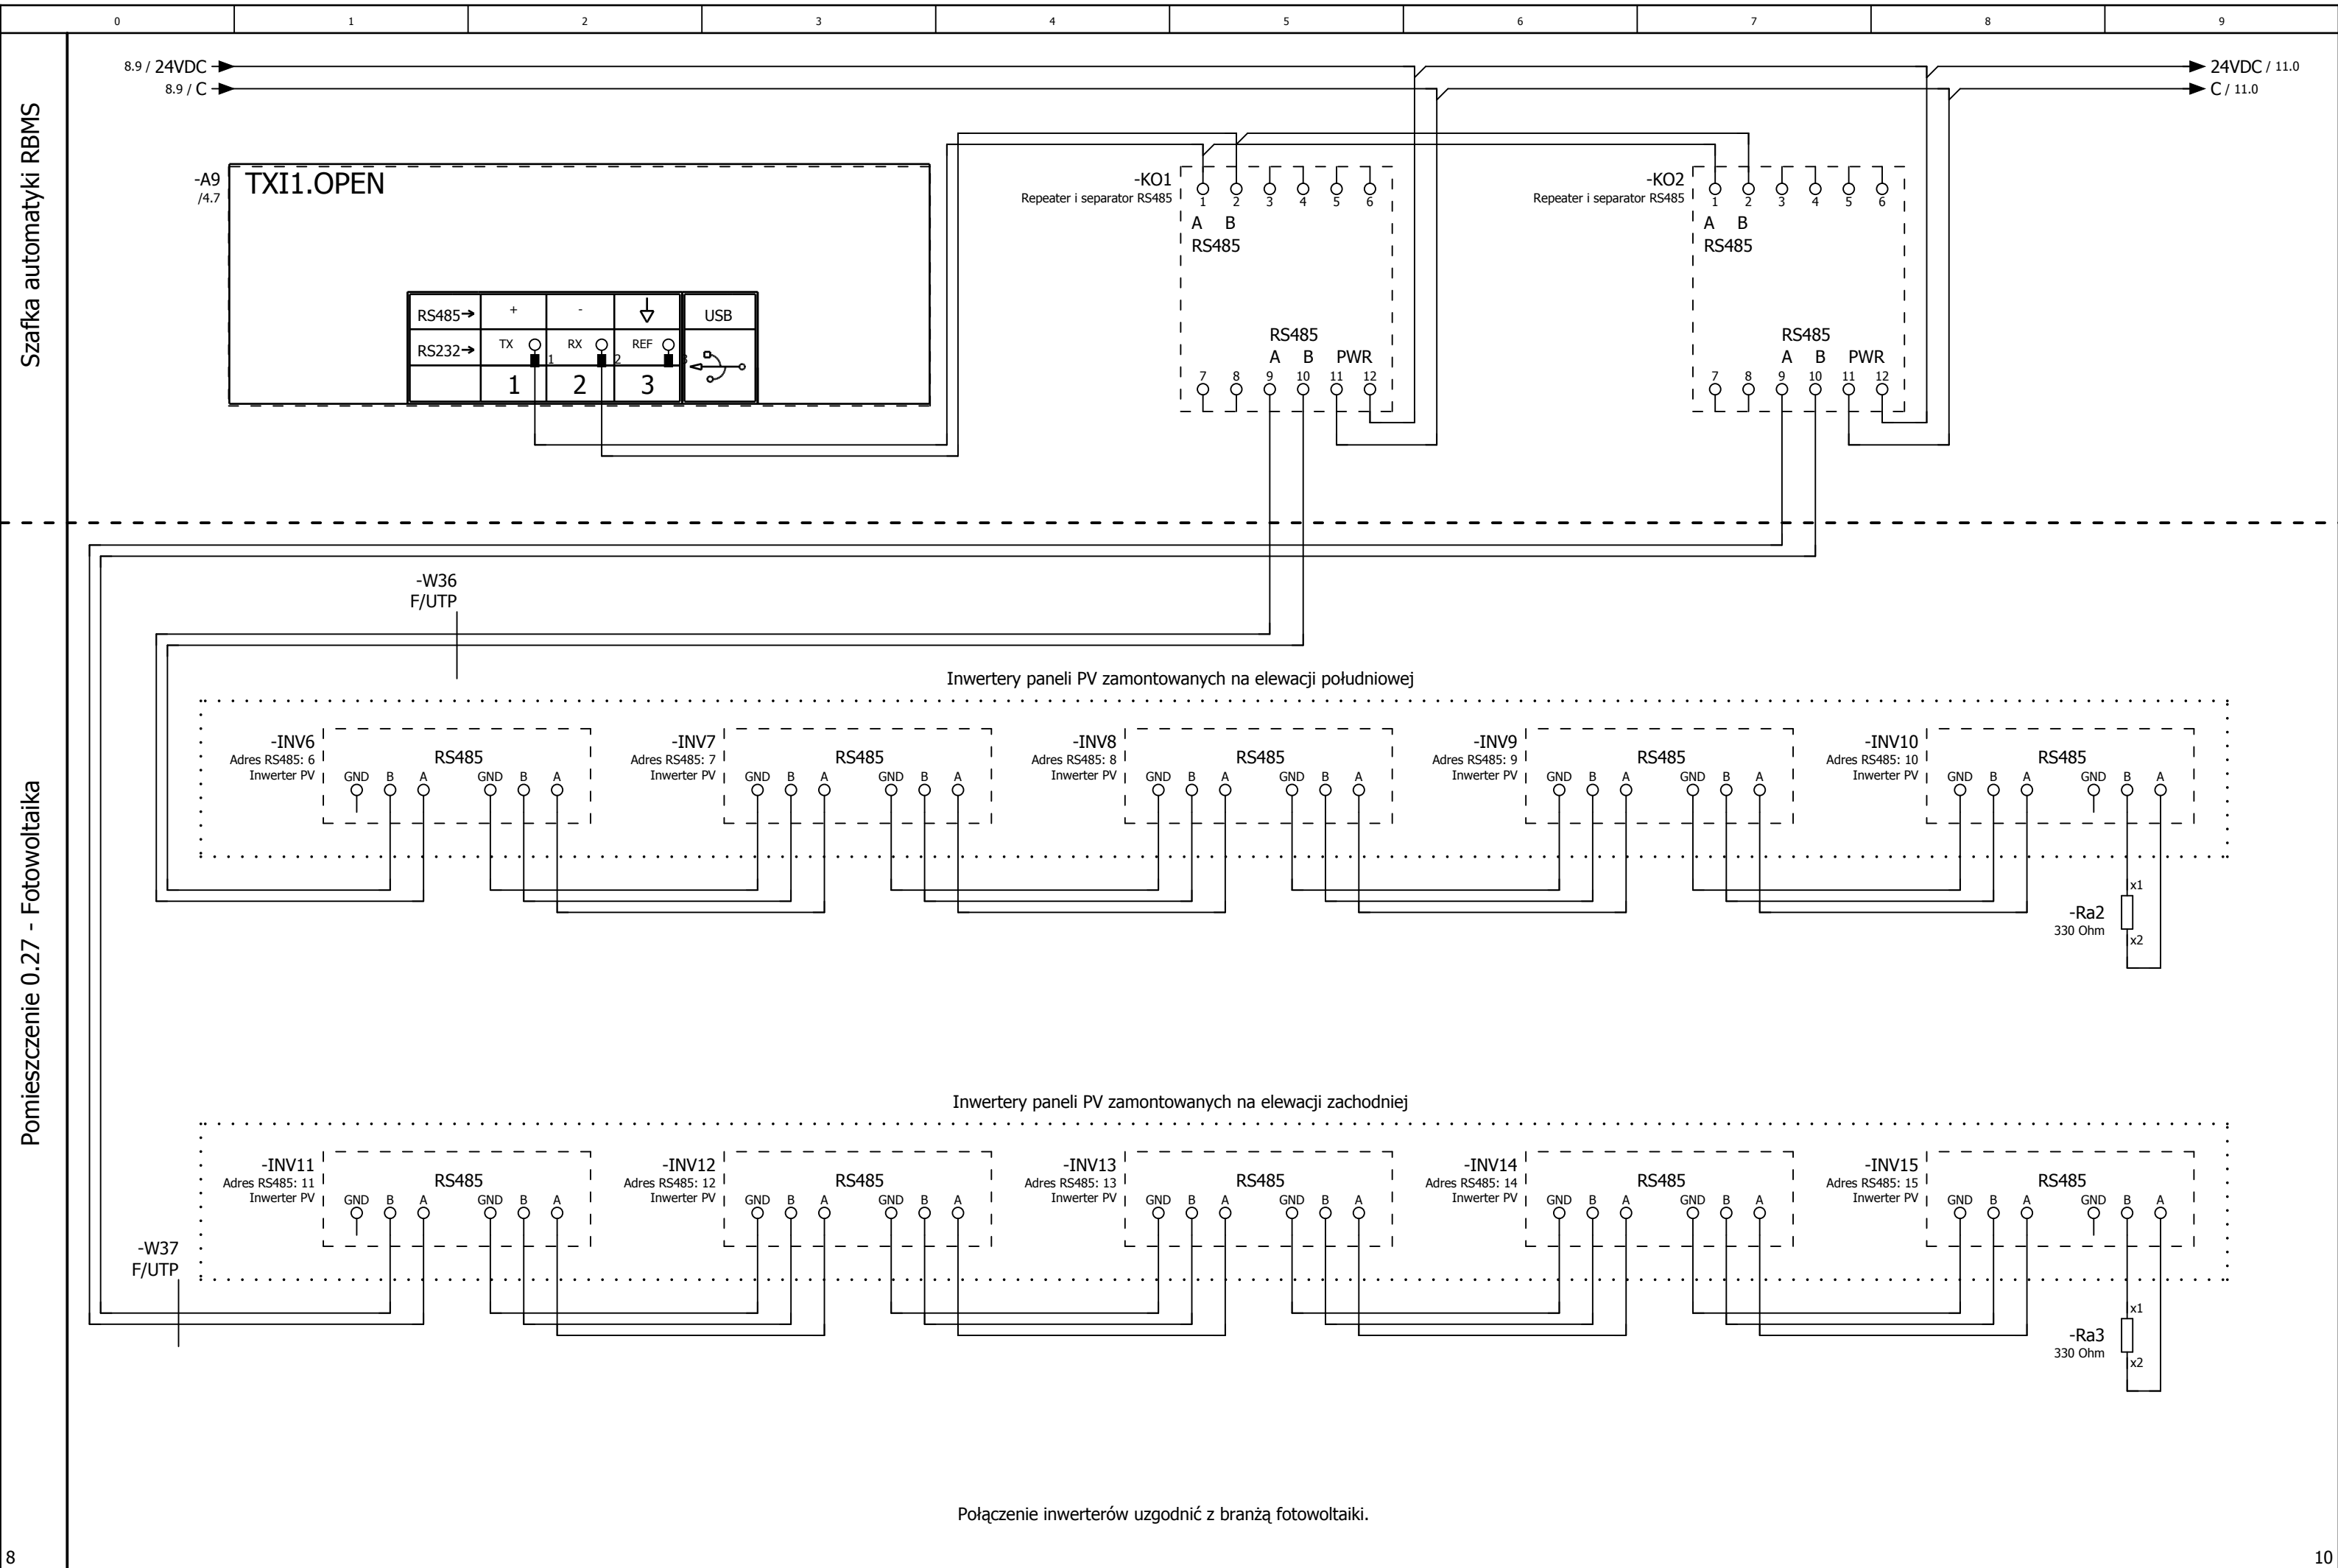 0 1 2 3 4 5 6 7 8 9
Szafka automatyki RBMS
8.9 / 24VDC
24VDC / 11.0
8.9 / C
C / 11.0
-A9
/4.7
TXI1.OPEN
RS485 + - USB
RS232 TX RX REF
1 2 3
1 2 3
-KO1
Repeater i separator RS485
1 2 3 4 5 6
A B
RS485
RS485
A B PWR
7 8 9 10 11 12
-KO2
Repeater i separator RS485
1 2 3 4 5 6
A B
RS485
RS485
A B PWR
7 8 9 10 11 12
Pomieszczenie 0.27 - Fotowoltaika
-W36
F/UTP
Inwertery paneli PV zamontowanych na elewacji południowej
-INV6
Adres RS485: 6
Inwerter PV
RS485
GND B A GND B A
-INV7
Adres RS485: 7
Inwerter PV
RS485
GND B A GND B A
-INV8
Adres RS485: 8
Inwerter PV
RS485
GND B A GND B A
-INV9
Adres RS485: 9
Inwerter PV
RS485
GND B A GND B A
-INV10
Adres RS485: 10
Inwerter PV
RS485
GND B A GND B A
x1
-Ra2
330 Ohm
x2
Inwertery paneli PV zamontowanych na elewacji zachodniej
-INV11
Adres RS485: 11
Inwerter PV
RS485
GND B A GND B A
-INV12
Adres RS485: 12
Inwerter PV
RS485
GND B A GND B A
-INV13
Adres RS485: 13
Inwerter PV
RS485
GND B A GND B A
-INV14
Adres RS485: 14
Inwerter PV
RS485
GND B A GND B A
-INV15
Adres RS485: 15
Inwerter PV
RS485
GND B A GND B A
-W37
F/UTP
x1
-Ra3
330 Ohm
x2
Połączenie inwerterów uzgodnić z branżą fotowoltaiki.
8
10